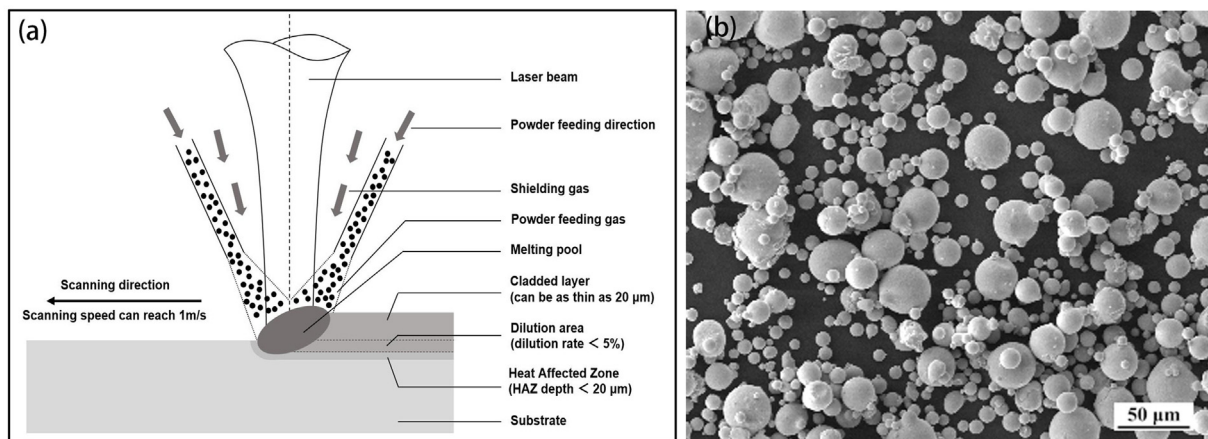 (a)
Laser beam
Powder feeding direction
Shielding gas
Powder feeding gas
Melting pool
Scanning direction
Scanning speed can reach 1m/s
Cladded layer
(can be as thin as 20 μm)
Dilution area
(dilution rate < 5%)
Heat Affected Zone
(HAZ depth < 20 μm)
Substrate
(b)
50 μm